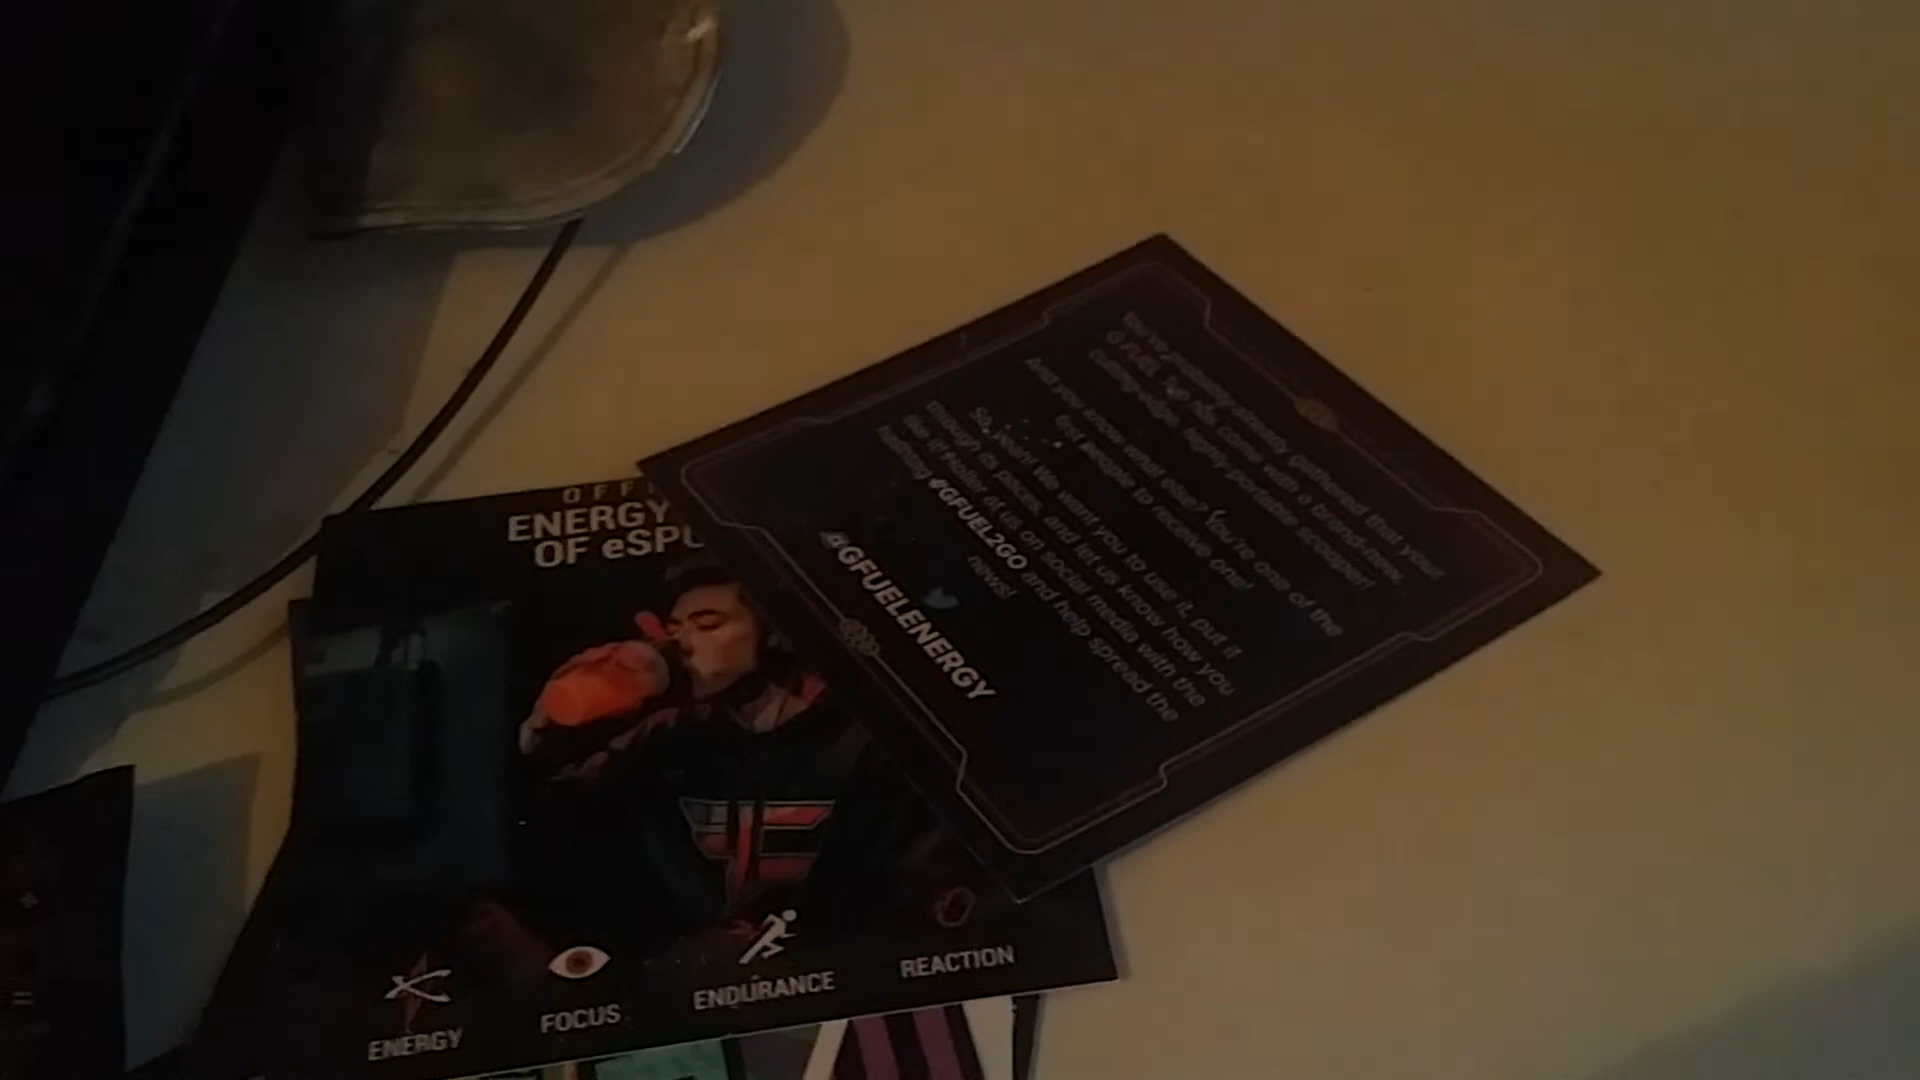 OFFI
ENERGY
OF eSPO
ENERGY
FOCUS
ENDURANCE
REACTION
You've probably already gathered that your
G FUEL Tub has come with a brand-new,
cutting-edge, highly-portable scooper!
And you know what else? You're one of the
first people to receive one!
So, yeah! We want you to use it, put it
through its paces, and let us know how you
like it! Holler at us on social media with the
hashtag #GFUEL2GO and help spread the
news!
#GFUELENERGY